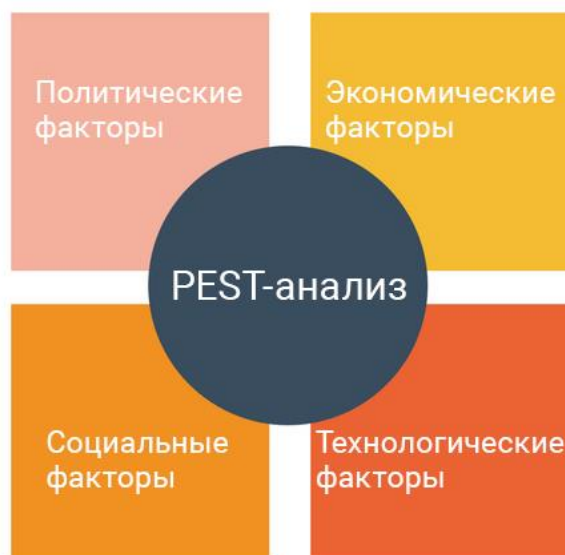 Политические
факторы
Экономические
факторы
PEST-анализ
Социальные
факторы
Технологические
факторы